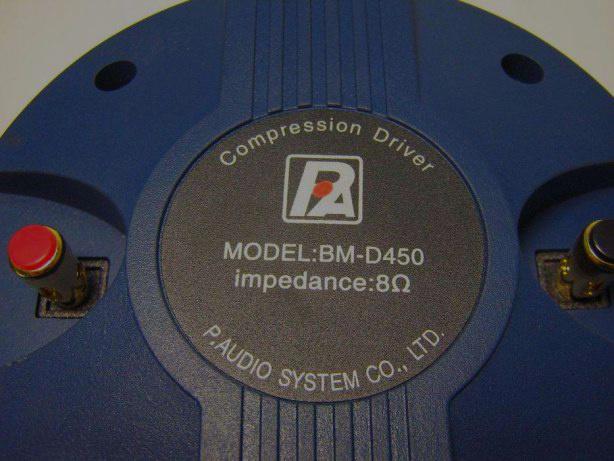 Compression Driver
PA
MODEL:BM-D450
impedance:8Ω
P.AUDIO SYSTEM CO., LTD.